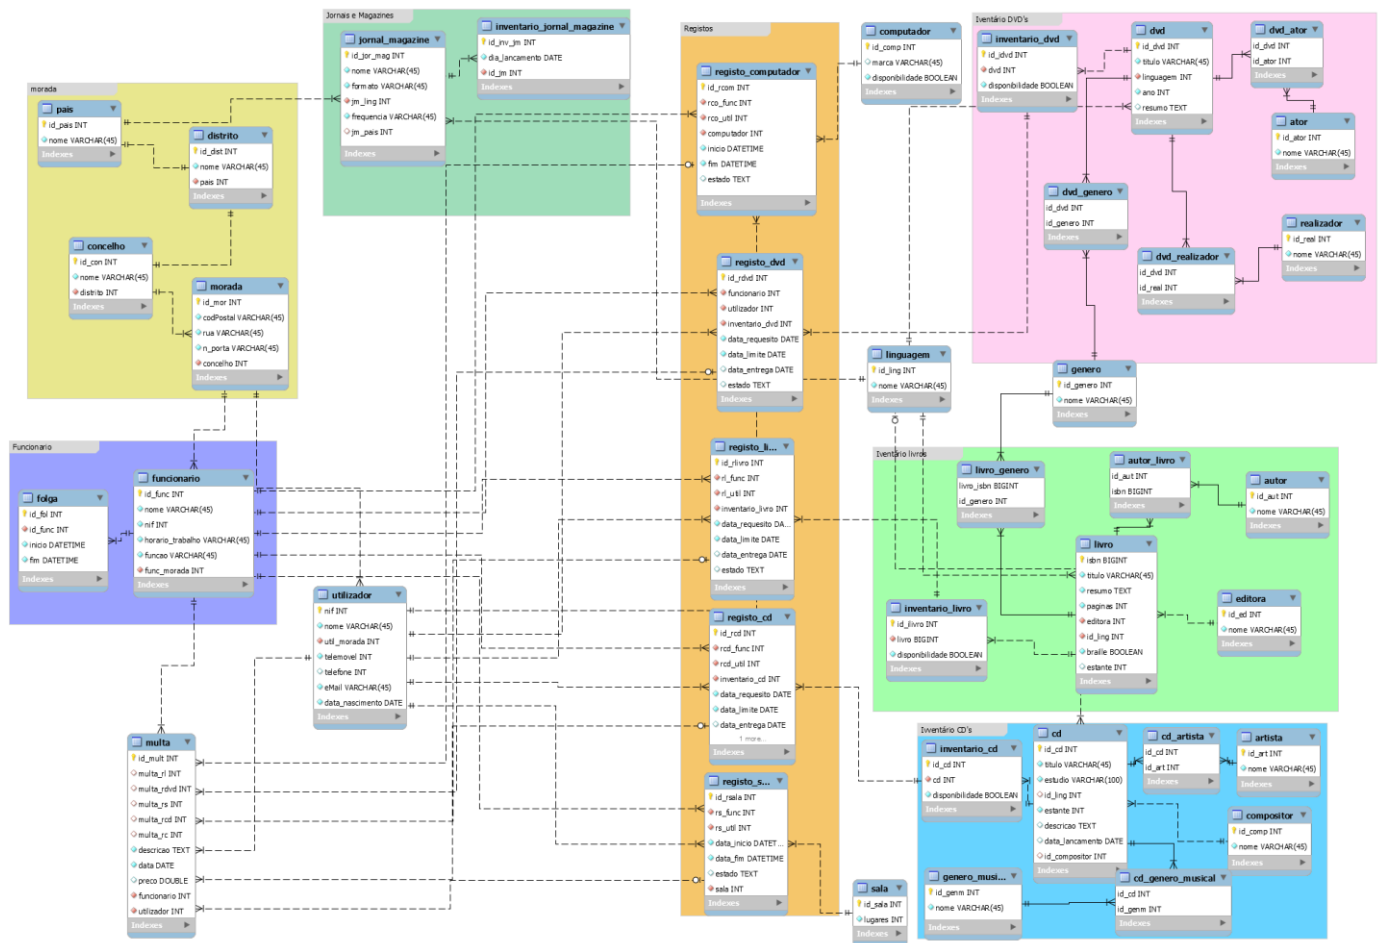 Jornais e Magazines
jornal_magazine
id_jor_mag INT
nome VARCHAR(45)
formato VARCHAR(45)
jm_ling INT
frequencia VARCHAR(45)
jm_pais INT
Indexes
inventario_jornal_magazine
id_inv_jm INT
dia_lancamento DATE
id_jm INT
Indexes
morada
pais
id_pais INT
nome VARCHAR(45)
Indexes
distrito
id_dist INT
nome VARCHAR(45)
pais INT
Indexes
concelho
id_con INT
nome VARCHAR(45)
distrito INT
Indexes
morada
id_mor INT
codPostal VARCHAR(45)
rua VARCHAR(45)
n_porta VARCHAR(45)
concelho INT
Indexes
Funcionario
folga
id_fol INT
id_func INT
inicio DATETIME
fim DATETIME
Indexes
funcionario
id_func INT
nome VARCHAR(45)
nif INT
horario_trabalho VARCHAR(45)
funcao VARCHAR(45)
func_morada INT
Indexes
utilizador
nif INT
nome VARCHAR(45)
util_morada INT
telemovel INT
telefone INT
eMail VARCHAR(45)
data_nascimento DATE
Indexes
multa
id_mult INT
multa_rl INT
multa_rdvd INT
multa_rs INT
multa_rcd INT
multa_rc INT
descricao TEXT
data DATE
preco DOUBLE
funcionario INT
utilizador INT
Indexes
Registos
registo_computador
id_rcom INT
rco_func INT
rco_util INT
computador INT
inicio DATETIME
fim DATETIME
estado TEXT
Indexes
registo_dvd
id_rdvd INT
funcionario INT
utilizador INT
inventario_dvd INT
data_requesito DATE
data_limite DATE
data_entrega DATE
estado TEXT
Indexes
registo_li...
id_rlivro INT
rl_func INT
rl_util INT
inventario_livro INT
data_requesito DA...
data_limite DATE
data_entrega DATE
estado TEXT
Indexes
registo_cd
id_rcd INT
rcd_func INT
rcd_util INT
inventario_cd INT
data_requesito DATE
data_limite DATE
data_entrega DATE
1 more...
Indexes
registo_s...
id_rsala INT
rs_func INT
rs_util INT
data_inicio DATET...
data_fim DATETIME
estado TEXT
sala INT
Indexes
computador
id_comp INT
marca VARCHAR(45)
disponibilidade BOOLEAN
Indexes
linguagem
id_ling INT
nome VARCHAR(45)
Indexes
sala
id_sala INT
lugares INT
Indexes
Iventário DVD's
inventario_dvd
id_idvd INT
dvd INT
disponibilidade BOOLEAN
Indexes
dvd
id_dvd INT
titulo VARCHAR(45)
linguagem INT
ano INT
resumo TEXT
Indexes
dvd_ator
id_dvd INT
id_ator INT
Indexes
ator
id_ator INT
nome VARCHAR(45)
Indexes
dvd_genero
id_dvd INT
id_genero INT
Indexes
dvd_realizador
id_dvd INT
id_real INT
Indexes
realizador
id_real INT
nome VARCHAR(45)
Indexes
genero
id_genero INT
nome VARCHAR(45)
Indexes
Iventário livros
livro_genero
livro_isbn BIGINT
id_genero INT
Indexes
autor_livro
id_aut INT
isbn BIGINT
Indexes
autor
id_aut INT
nome VARCHAR(45)
Indexes
livro
isbn BIGINT
titulo VARCHAR(45)
resumo TEXT
paginas INT
editora INT
id_ling INT
braille BOOLEAN
estante INT
Indexes
inventario_livro
id_ilivro INT
livro BIGINT
disponibilidade BOOLEAN
Indexes
editora
id_ed INT
nome VARCHAR(45)
Indexes
Ivventário CD's
inventario_cd
id_cd INT
cd INT
disponibilidade BOOLEAN
Indexes
cd
id_cd INT
titulo VARCHAR(45)
estudio VARCHAR(100)
id_ling INT
estante INT
descricao TEXT
data_lancamento DATE
id_compositor INT
Indexes
cd_artista
id_cd INT
id_art INT
Indexes
artista
id_art INT
nome VARCHAR(45)
Indexes
compositor
id_comp INT
nome VARCHAR(45)
Indexes
genero_musi...
id_genm INT
nome VARCHAR(45)
Indexes
cd_genero_musical
id_cd INT
id_genm INT
Indexes